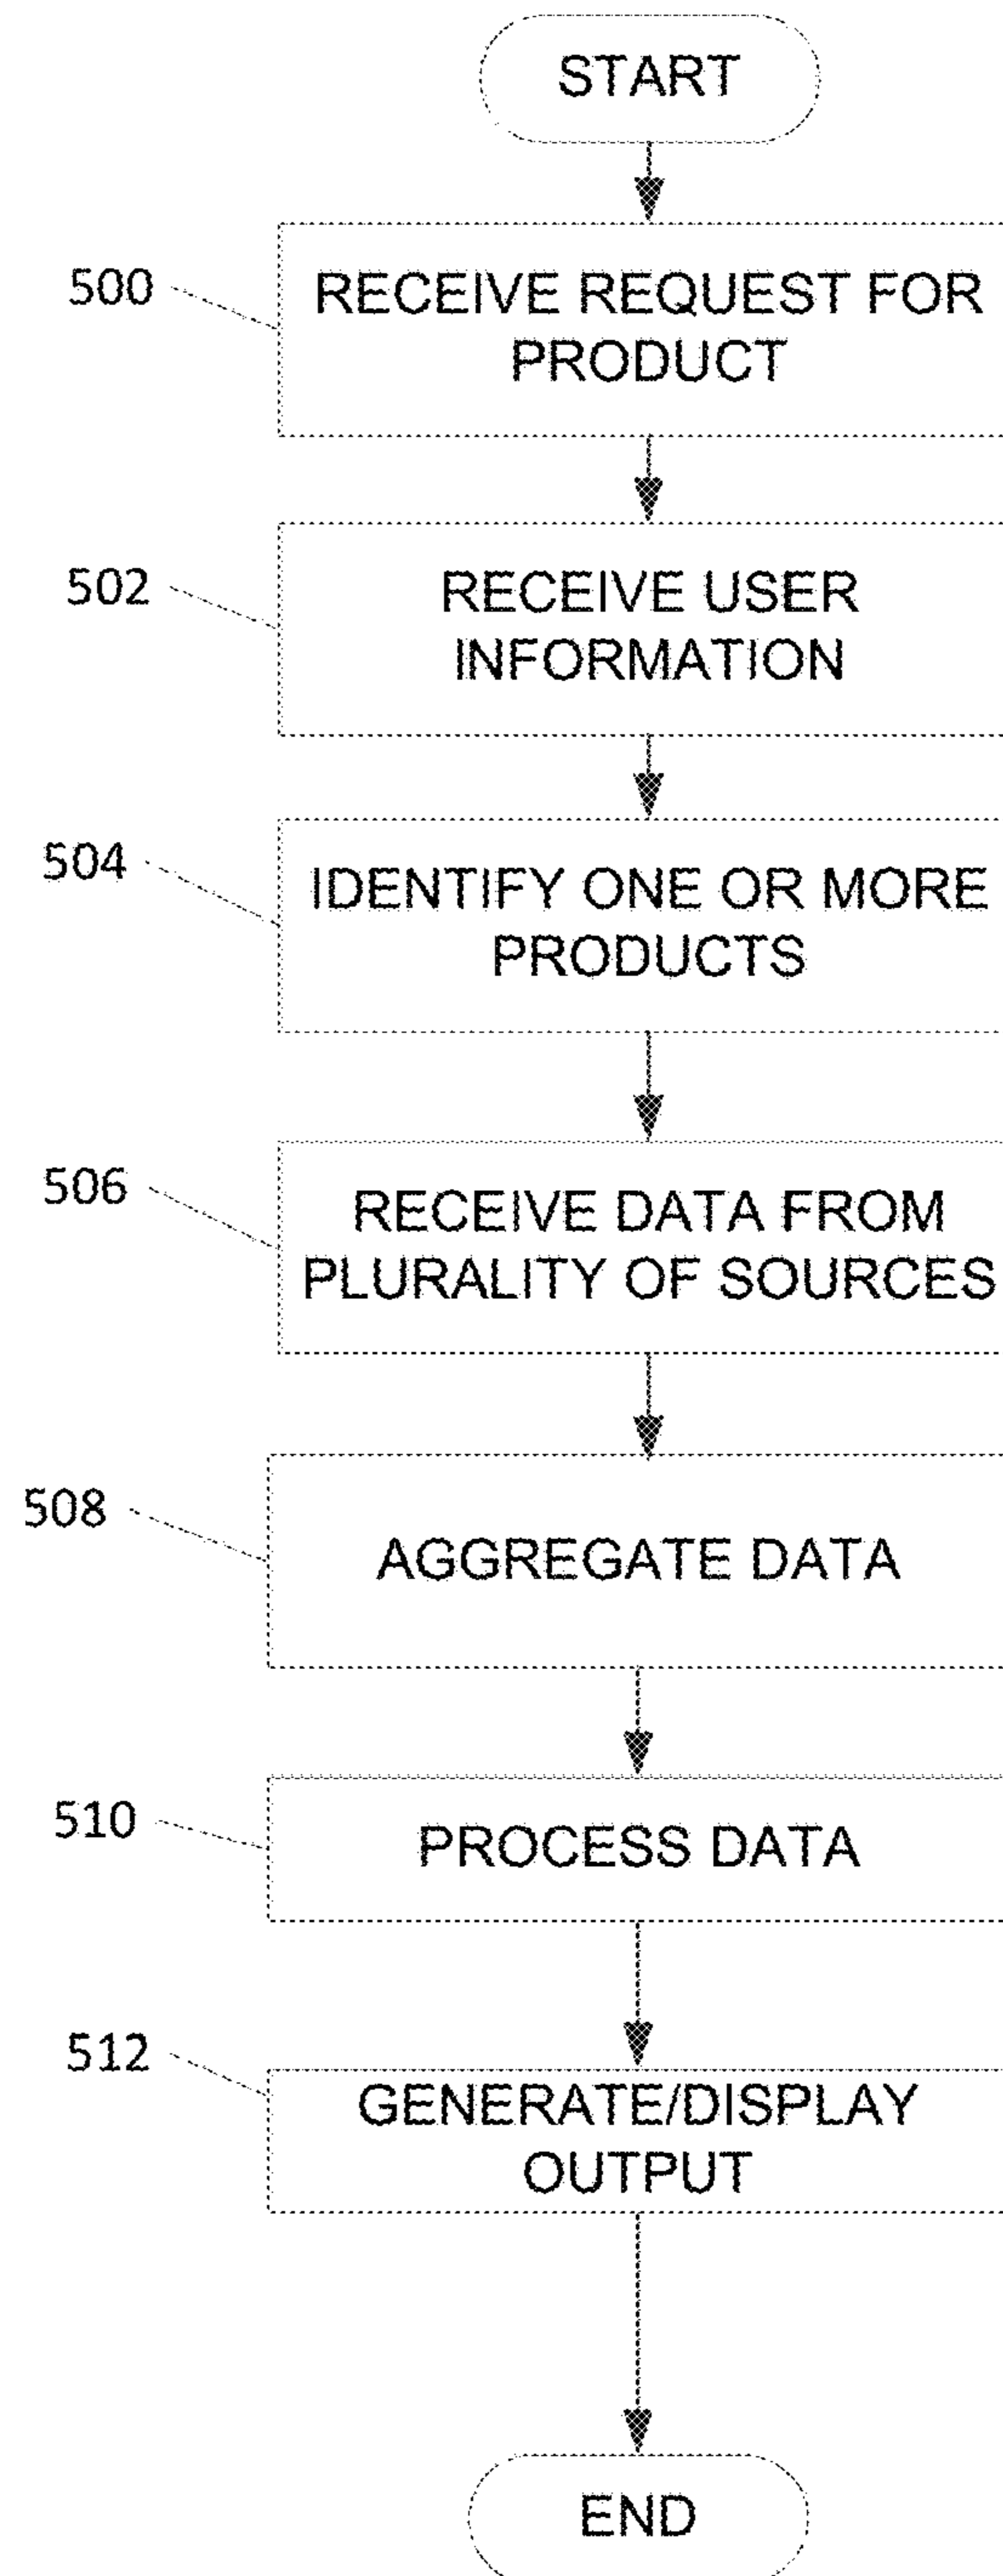 START
500
RECEIVE REQUEST FOR
PRODUCT
502
RECEIVE USER
INFORMATION
504
IDENTIFY ONE OR MORE
PRODUCTS
506
RECEIVE DATA FROM
PLURALITY OF SOURCES
508
AGGREGATE DATA
510
PROCESS DATA
512
GENERATE/DISPLAY
OUTPUT
END